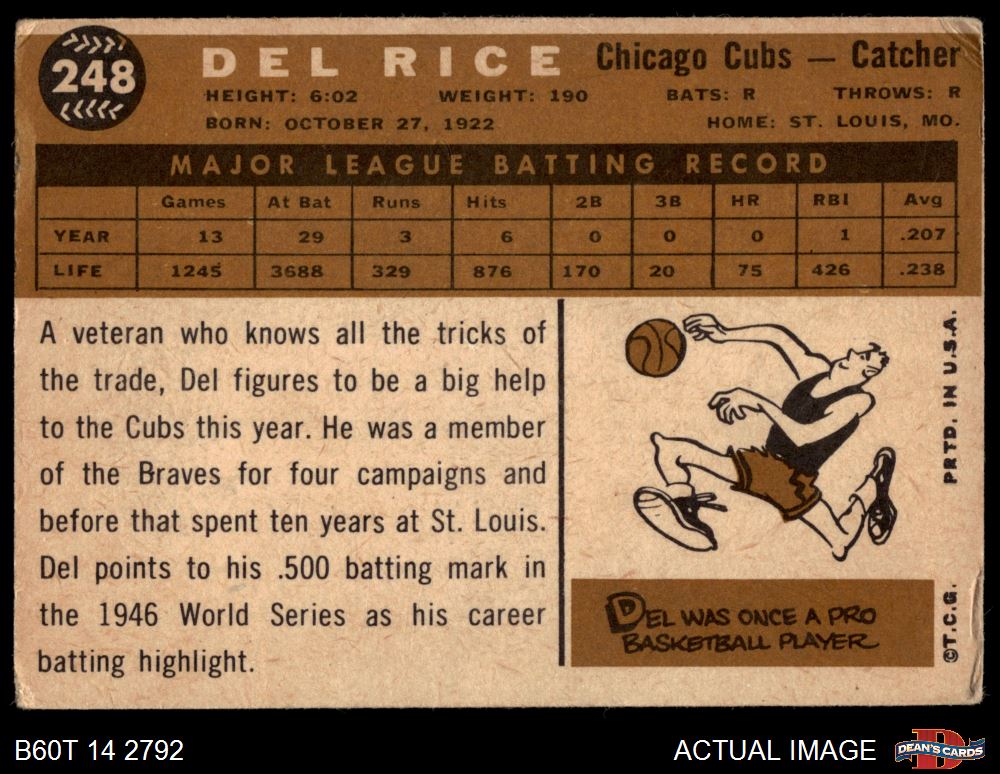 248
DEL RICE Chicago Cubs — Catcher
HEIGHT: 6:02 WEIGHT: 190 BATS: R THROWS: R
BORN: OCTOBER 27, 1922 HOME: ST. LOUIS, MO.
MAJOR LEAGUE BATTING RECORD
Games At Bat Runs Hits 2B 3B HR RBI Avg
YEAR 13 29 3 6 0 0 0 1 .207
LIFE 1245 3688 329 876 170 20 75 426 .238
A veteran who knows all the tricks of
the trade, Del figures to be a big help
to the Cubs this year. He was a member
of the Braves for four campaigns and
before that spent ten years at St. Louis.
Del points to his .500 batting mark in
the 1946 World Series as his career
batting highlight.
DEL WAS ONCE A PRO
BASKETBALL PLAYER
©T.C.G. PRTD. IN U.S.A.
B60T 14 2792 ACTUAL IMAGE
D
DEAN'S CARDS